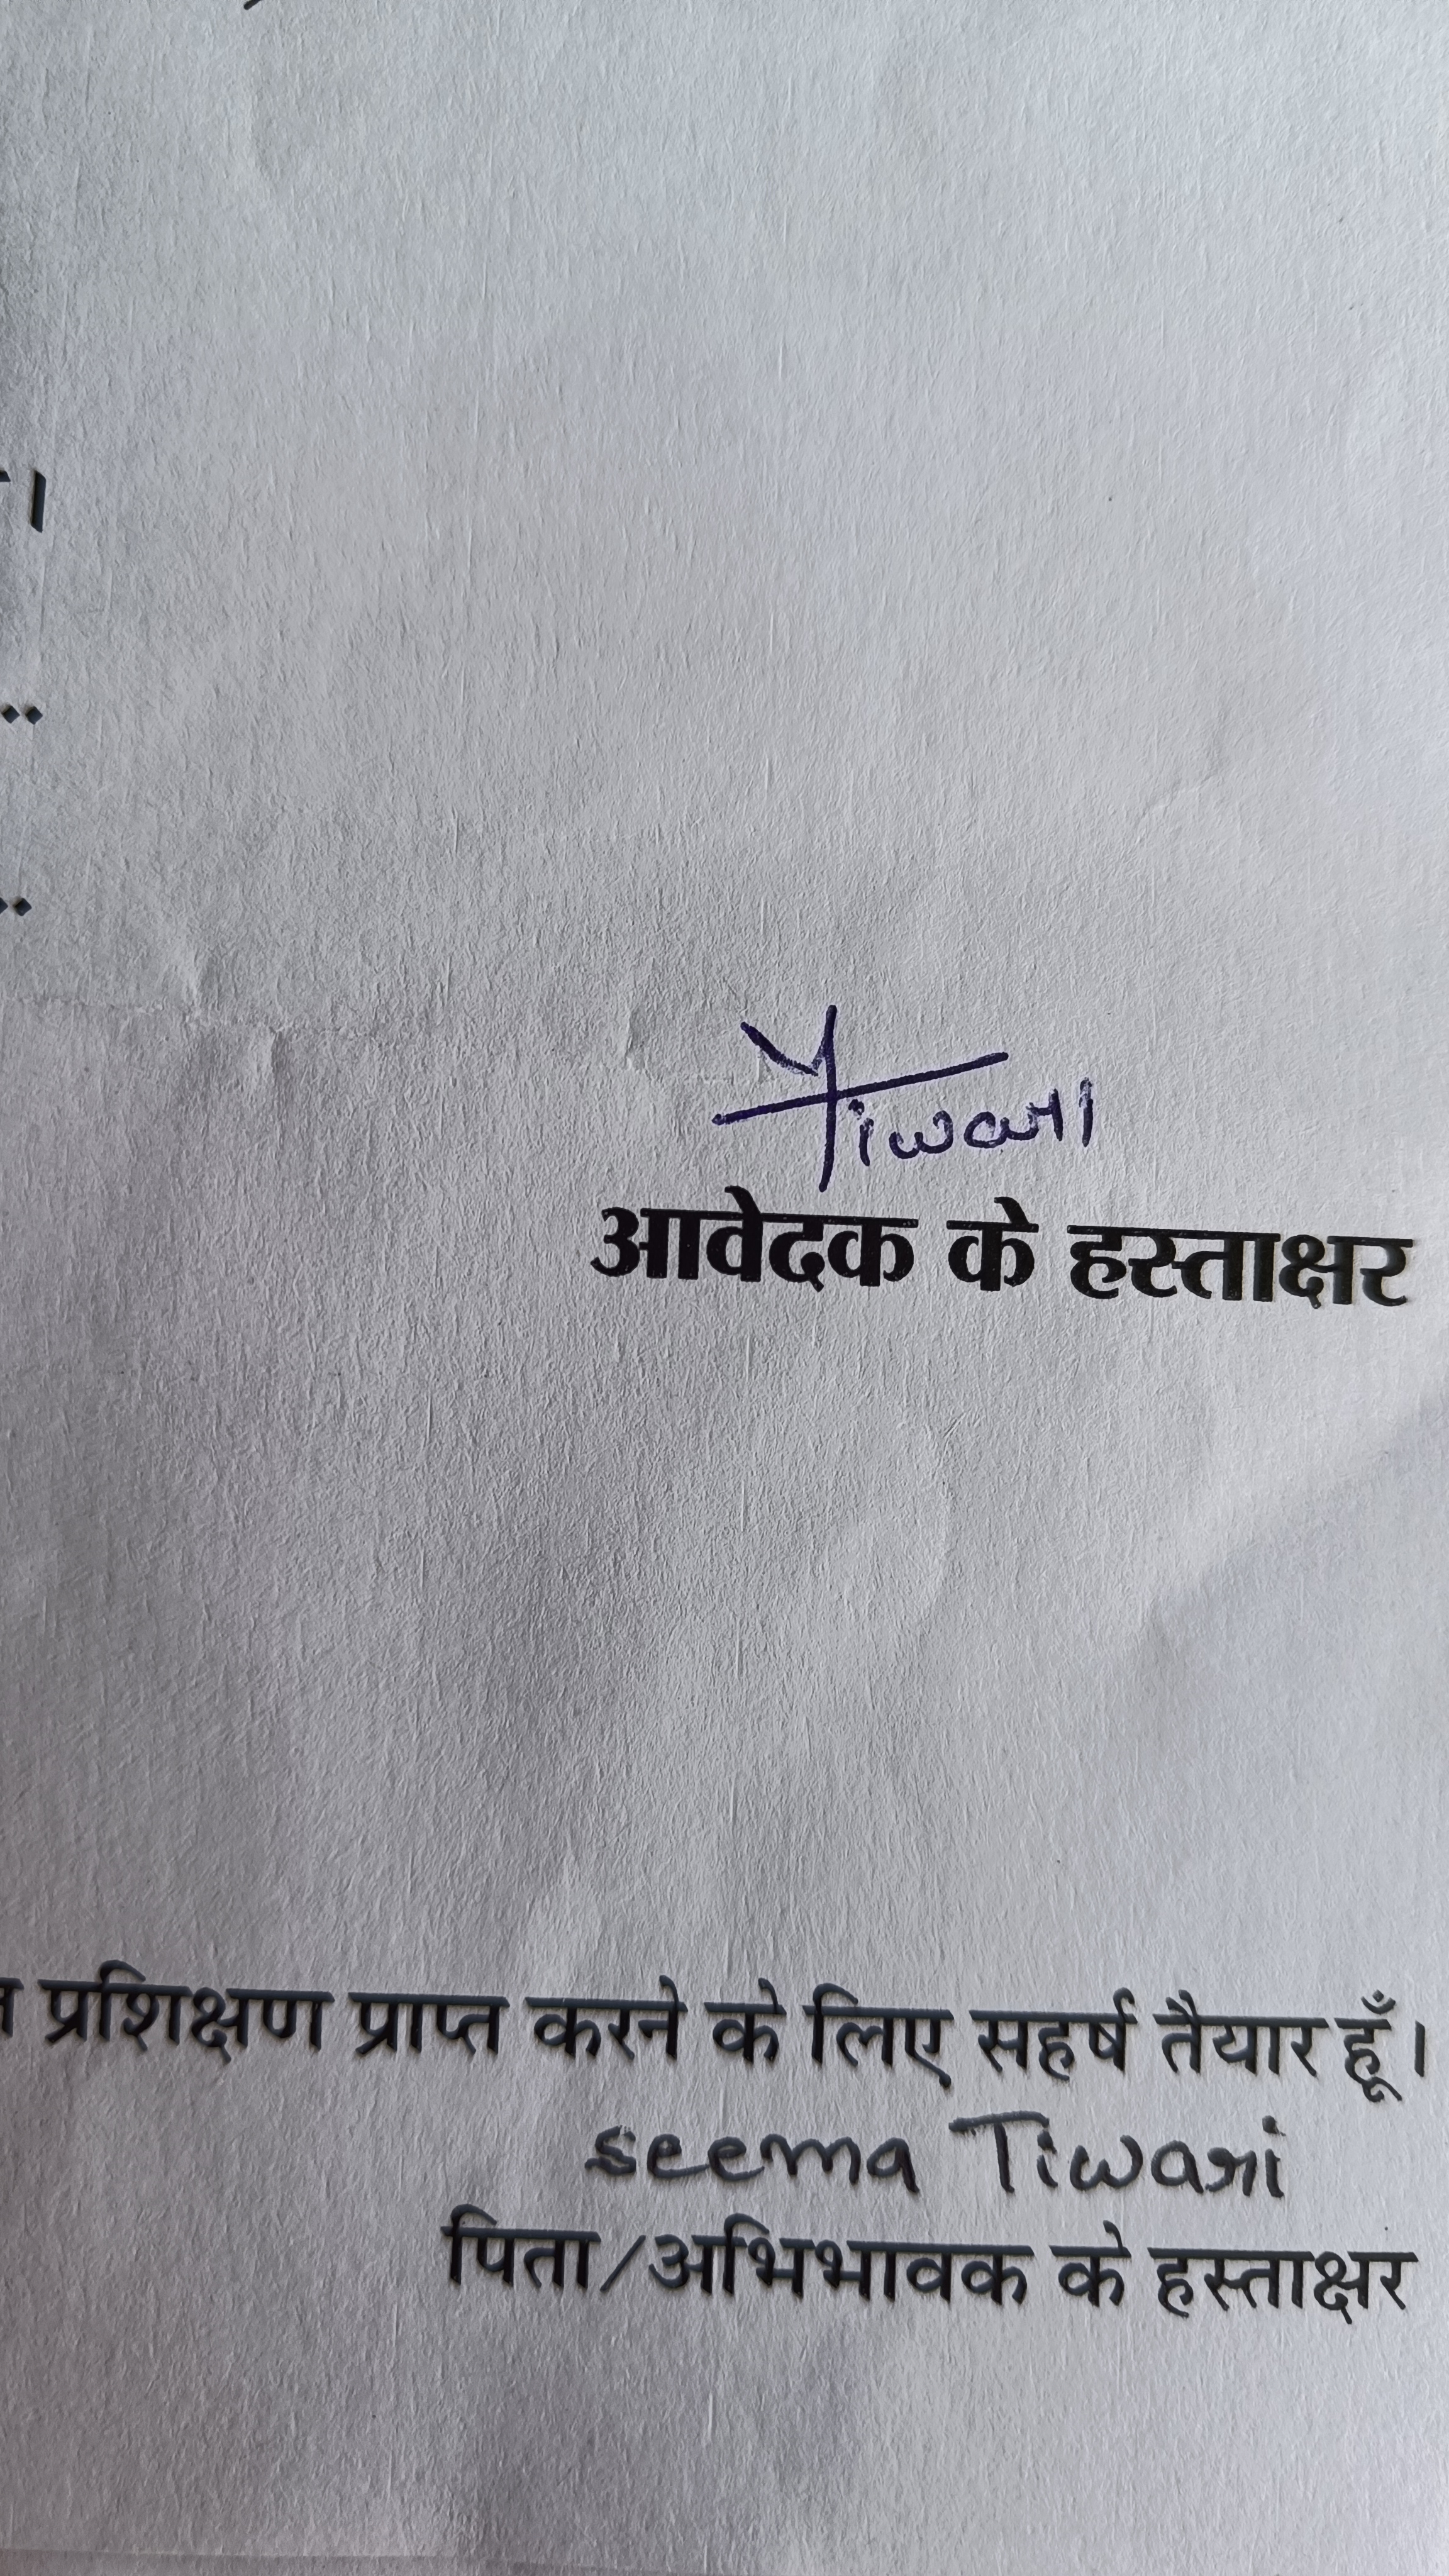 ।
..
..
Tiwari
आवेदक के हस्ताक्षर
प्रशिक्षण प्राप्त करने के लिए सहर्ष तैयार हूँ।
seema Tiwari
पिता/अभिभावक के हस्ताक्षर